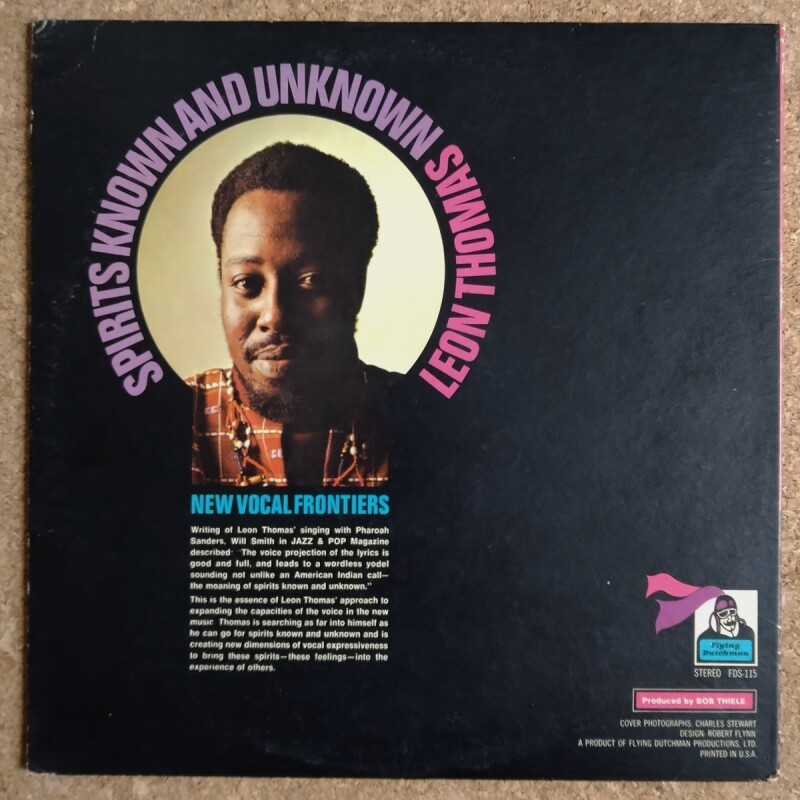 SPIRITS KNOWN AND UNKNOWN LEON THOMAS
NEW VOCAL FRONTIERS
Writing of Leon Thomas' singing with Pharoah
Sanders, Will Smith in JAZZ & POP Magazine
described: "The voice projection of the lyrics is
good and full, and leads to a wordless yodel
sounding not unlike an American Indian call—
the moaning of spirits known and unknown."
This is the essence of Leon Thomas' approach to
expanding the capacities of the voice in the new
music Thomas is searching as far into himself as
he can go for spirits known and unknown and is
creating new dimensions of vocal expressiveness
to bring these spirits—these feelings—into the
experience of others.
Flying
Dutchman
STEREO FDS-115
Produced by BOB THIELE
COVER PHOTOGRAPHS: CHARLES STEWART
DESIGN: ROBERT FLYNN
A PRODUCT OF FLYING DUTCHMAN PRODUCTIONS, LTD.
PRINTED IN U.S.A.